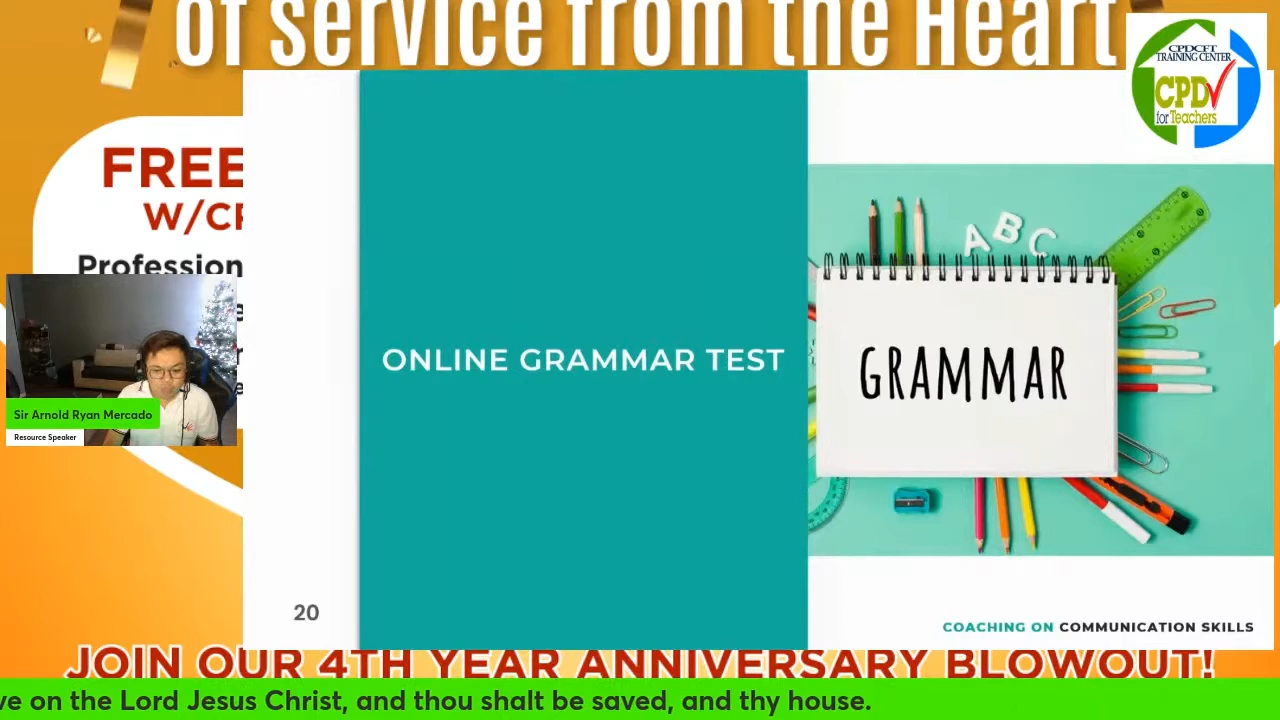 of service from the Heart
CPDCFT
TRAINING CENTER
CPD
for Teachers
FREE
W/CP
Profession
ABC
ONLINE GRAMMAR TEST
GRAMMAR
Sir Arnold Ryan Mercado
Resource Speaker
20
COACHING ON COMMUNICATION SKILLS
JOIN OUR 4TH YEAR ANNIVERSARY BLOWOUT!
ve on the Lord Jesus Christ, and thou shalt be saved, and thy house.